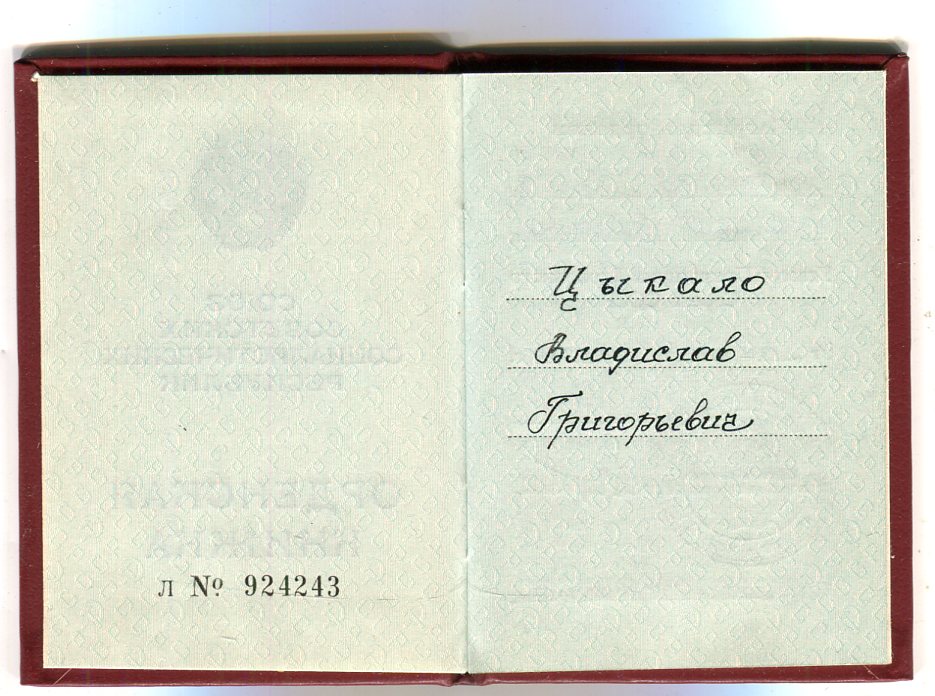 л № 924243
Цыкало
Владислав
Григорьевич